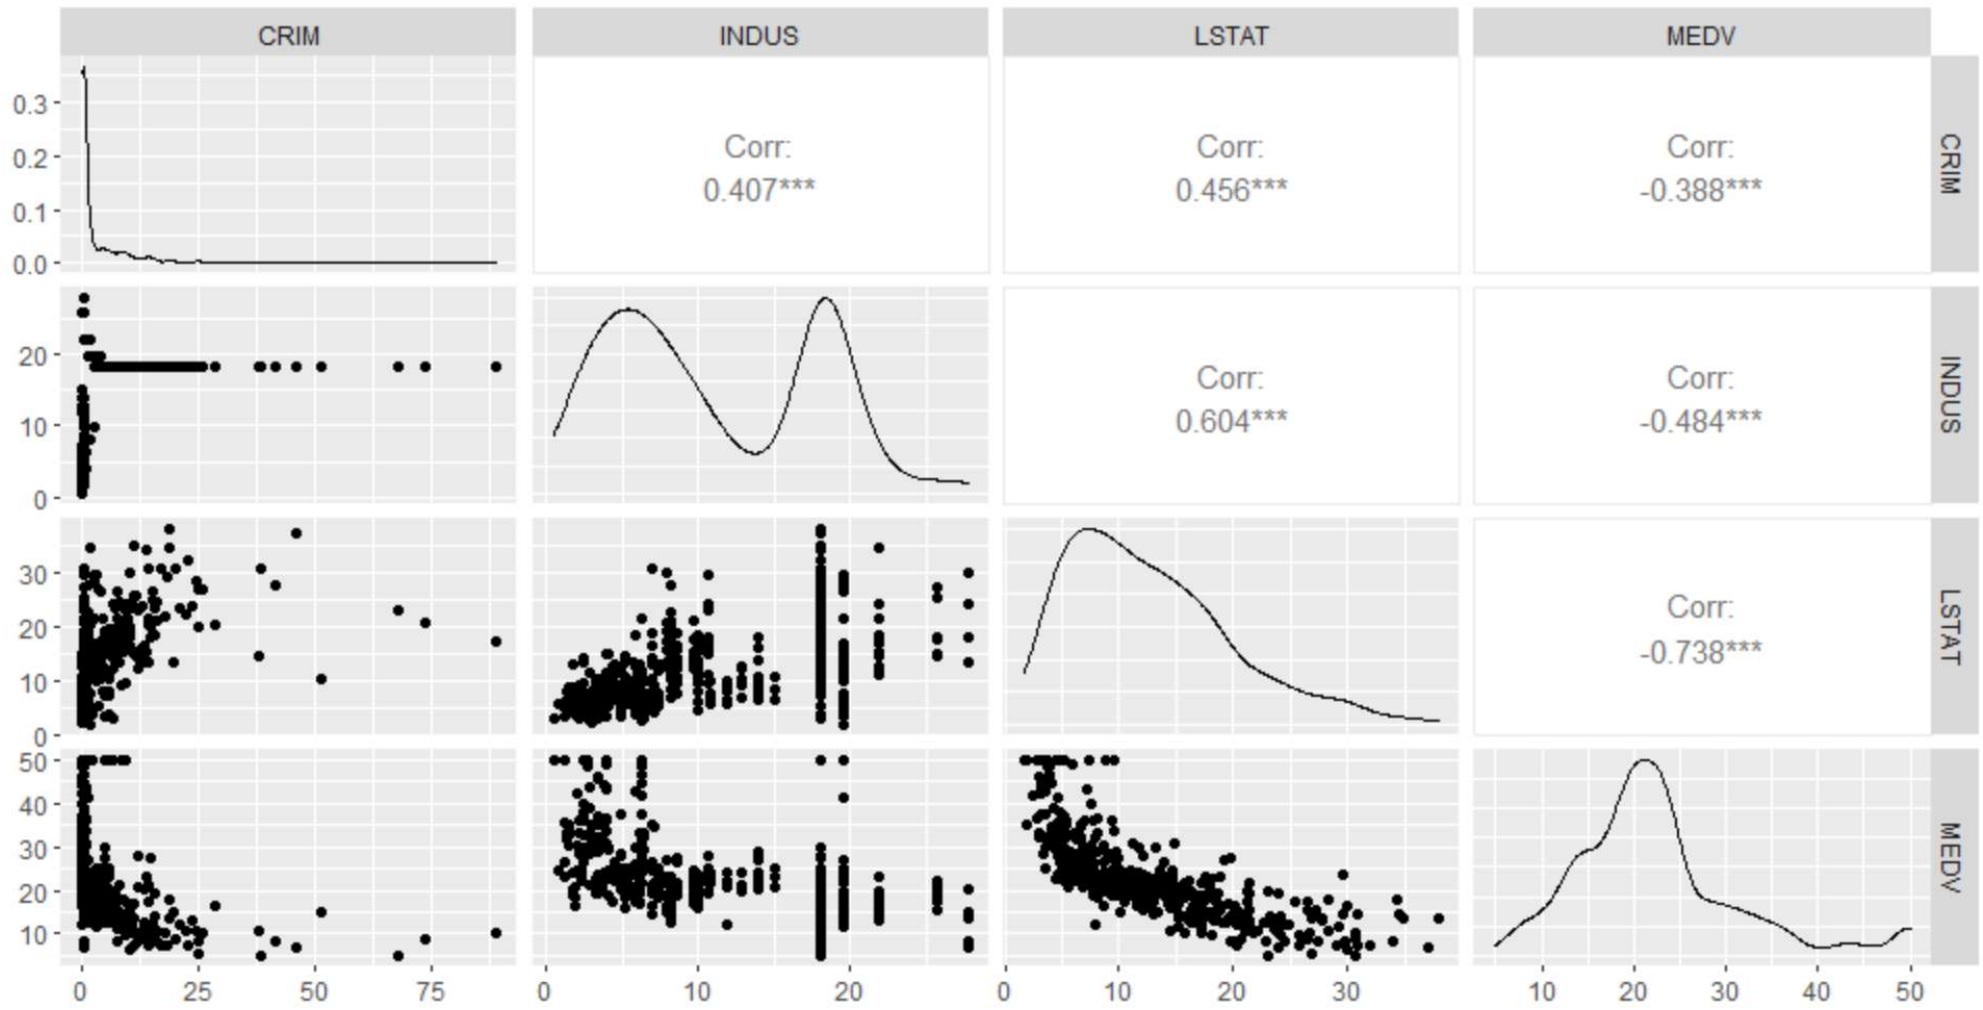 CRIM
INDUS
LSTAT
MEDV
0.3
0.2
0.1
0.0
Corr:
0.407***
Corr:
0.456***
Corr:
-0.388***
CRIM
20
10
0
Corr:
0.604***
Corr:
-0.484***
INDUS
30
20
10
0
Corr:
-0.738***
LSTAT
50
40
30
20
10
MEDV
0 25 50 75
0 10 20
0 10 20 30
10 20 30 40 50